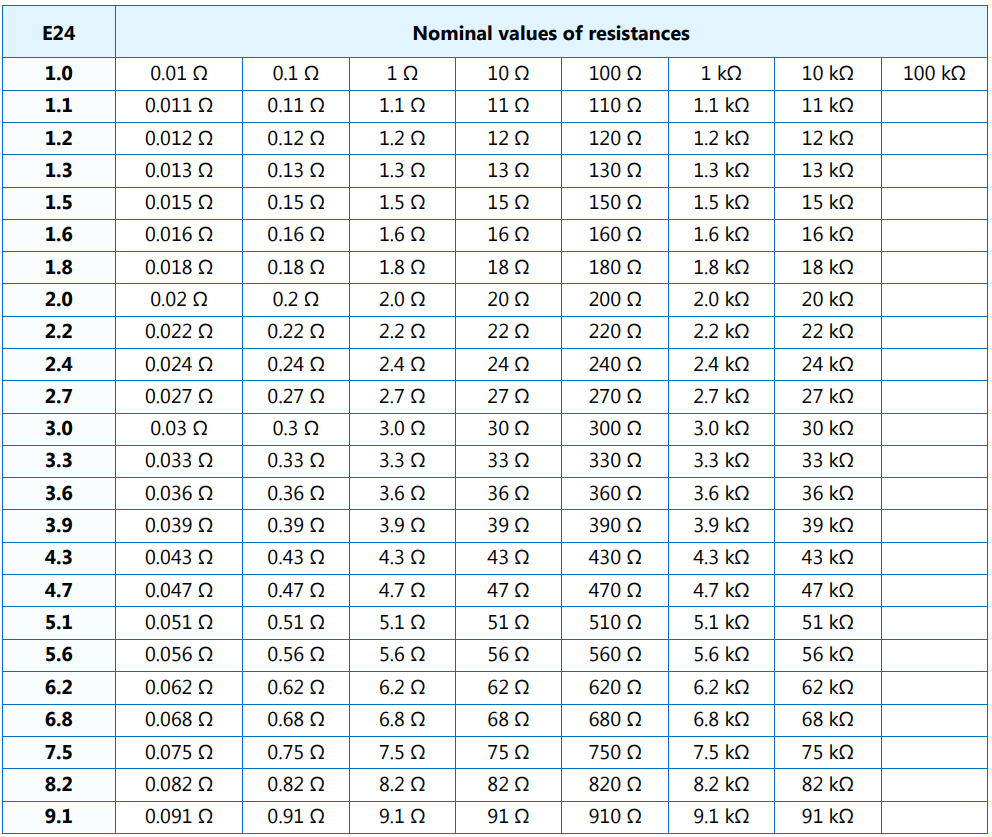 E24 Nominal values of resistances
1.0 0.01 Ω 0.1 Ω 1 Ω 10 Ω 100 Ω 1 kΩ 10 kΩ 100 kΩ
1.1 0.011 Ω 0.11 Ω 1.1 Ω 11 Ω 110 Ω 1.1 kΩ 11 kΩ
1.2 0.012 Ω 0.12 Ω 1.2 Ω 12 Ω 120 Ω 1.2 kΩ 12 kΩ
1.3 0.013 Ω 0.13 Ω 1.3 Ω 13 Ω 130 Ω 1.3 kΩ 13 kΩ
1.5 0.015 Ω 0.15 Ω 1.5 Ω 15 Ω 150 Ω 1.5 kΩ 15 kΩ
1.6 0.016 Ω 0.16 Ω 1.6 Ω 16 Ω 160 Ω 1.6 kΩ 16 kΩ
1.8 0.018 Ω 0.18 Ω 1.8 Ω 18 Ω 180 Ω 1.8 kΩ 18 kΩ
2.0 0.02 Ω 0.2 Ω 2.0 Ω 20 Ω 200 Ω 2.0 kΩ 20 kΩ
2.2 0.022 Ω 0.22 Ω 2.2 Ω 22 Ω 220 Ω 2.2 kΩ 22 kΩ
2.4 0.024 Ω 0.24 Ω 2.4 Ω 24 Ω 240 Ω 2.4 kΩ 24 kΩ
2.7 0.027 Ω 0.27 Ω 2.7 Ω 27 Ω 270 Ω 2.7 kΩ 27 kΩ
3.0 0.03 Ω 0.3 Ω 3.0 Ω 30 Ω 300 Ω 3.0 kΩ 30 kΩ
3.3 0.033 Ω 0.33 Ω 3.3 Ω 33 Ω 330 Ω 3.3 kΩ 33 kΩ
3.6 0.036 Ω 0.36 Ω 3.6 Ω 36 Ω 360 Ω 3.6 kΩ 36 kΩ
3.9 0.039 Ω 0.39 Ω 3.9 Ω 39 Ω 390 Ω 3.9 kΩ 39 kΩ
4.3 0.043 Ω 0.43 Ω 4.3 Ω 43 Ω 430 Ω 4.3 kΩ 43 kΩ
4.7 0.047 Ω 0.47 Ω 4.7 Ω 47 Ω 470 Ω 4.7 kΩ 47 kΩ
5.1 0.051 Ω 0.51 Ω 5.1 Ω 51 Ω 510 Ω 5.1 kΩ 51 kΩ
5.6 0.056 Ω 0.56 Ω 5.6 Ω 56 Ω 560 Ω 5.6 kΩ 56 kΩ
6.2 0.062 Ω 0.62 Ω 6.2 Ω 62 Ω 620 Ω 6.2 kΩ 62 kΩ
6.8 0.068 Ω 0.68 Ω 6.8 Ω 68 Ω 680 Ω 6.8 kΩ 68 kΩ
7.5 0.075 Ω 0.75 Ω 7.5 Ω 75 Ω 750 Ω 7.5 kΩ 75 kΩ
8.2 0.082 Ω 0.82 Ω 8.2 Ω 82 Ω 820 Ω 8.2 kΩ 82 kΩ
9.1 0.091 Ω 0.91 Ω 9.1 Ω 91 Ω 910 Ω 9.1 kΩ 91 kΩ